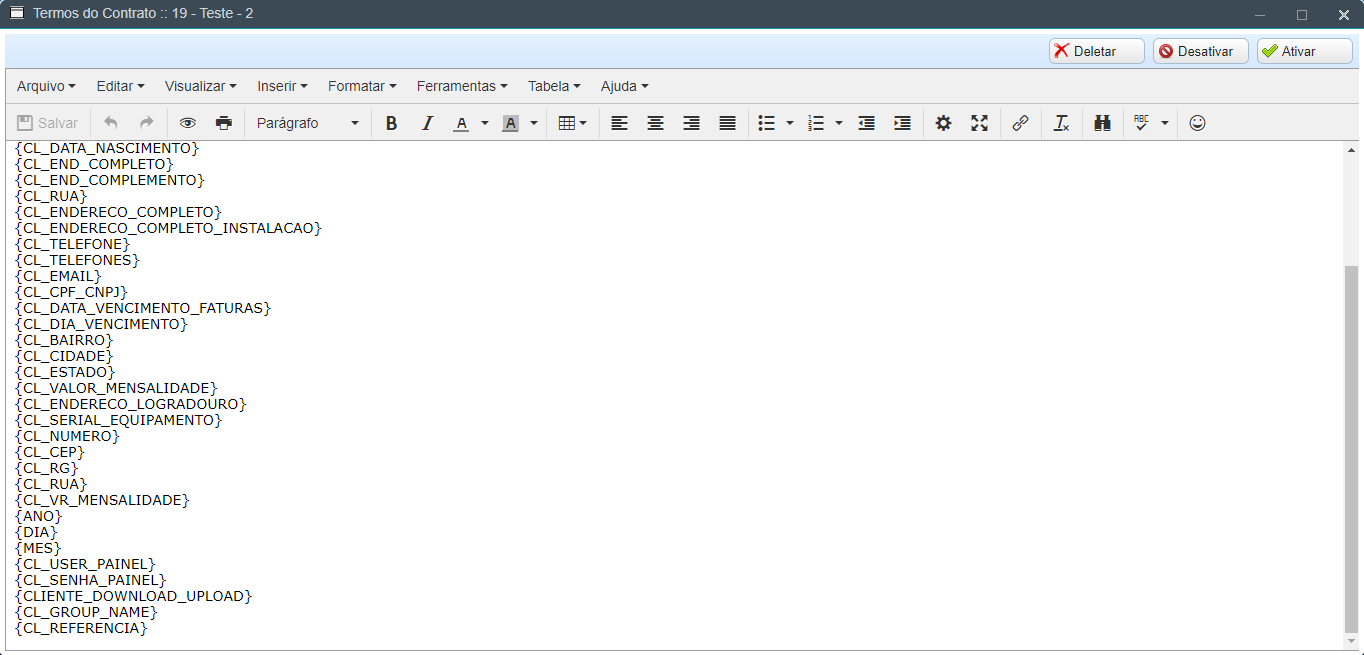 Termos do Contrato :: 19 - Teste - 2
Deletar Desativar Ativar
Arquivo Editar Visualizar Inserir Formatar Ferramentas Tabela Ajuda
Salvar Parágrafo B I A A ABC
{CL_DATA_NASCIMENTO}
{CL_END_COMPLETO}
{CL_END_COMPLEMENTO}
{CL_RUA}
{CL_ENDERECO_COMPLETO}
{CL_ENDERECO_COMPLETO_INSTALACAO}
{CL_TELEFONE}
{CL_TELEFONES}
{CL_EMAIL}
{CL_CPF_CNPJ}
{CL_DATA_VENCIMENTO_FATURAS}
{CL_DIA_VENCIMENTO}
{CL_BAIRRO}
{CL_CIDADE}
{CL_ESTADO}
{CL_VALOR_MENSALIDADE}
{CL_ENDERECO_LOGRADOURO}
{CL_SERIAL_EQUIPAMENTO}
{CL_NUMERO}
{CL_CEP}
{CL_RG}
{CL_RUA}
{CL_VR_MENSALIDADE}
{ANO}
{DIA}
{MES}
{CL_USER_PAINEL}
{CL_SENHA_PAINEL}
{CLIENTE_DOWNLOAD_UPLOAD}
{CL_GROUP_NAME}
{CL_REFERENCIA}